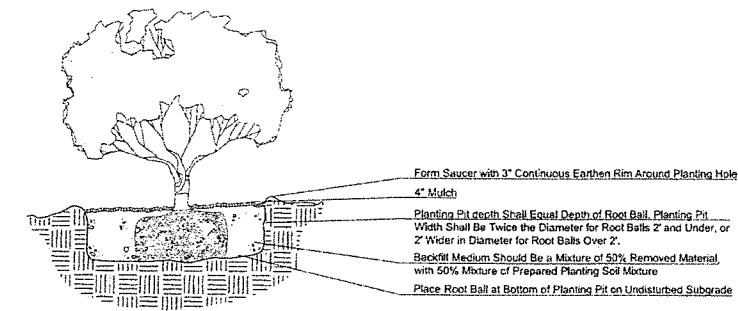 Form Saucer with 3" Continuous Earthen Rim Around Planting Hole
4" Mulch
Planting Pit depth Shall Equal Depth of Root Ball, Planting Pit
Width Shall Be Twice the Diameter for Root Balls 2' and Under, or
2' Wider in Diameter for Root Balls Over 2'.
Backfill Medium Should Be a Mixture of 50% Removed Material,
with 50% Mixture of Prepared Planting Soil Mixture
Place Root Ball at Bottom of Planting Pit on Undisturbed Subgrade